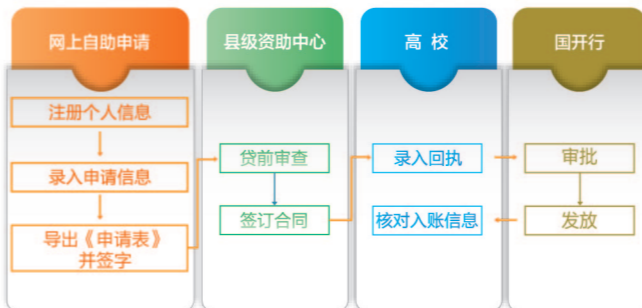 网上自助申请
县级资助中心
高 校
国开行
注册个人信息
录入申请信息
导出《申请表》
并签字
贷前审查
签订合同
录入回执
核对入账信息
审批
发放